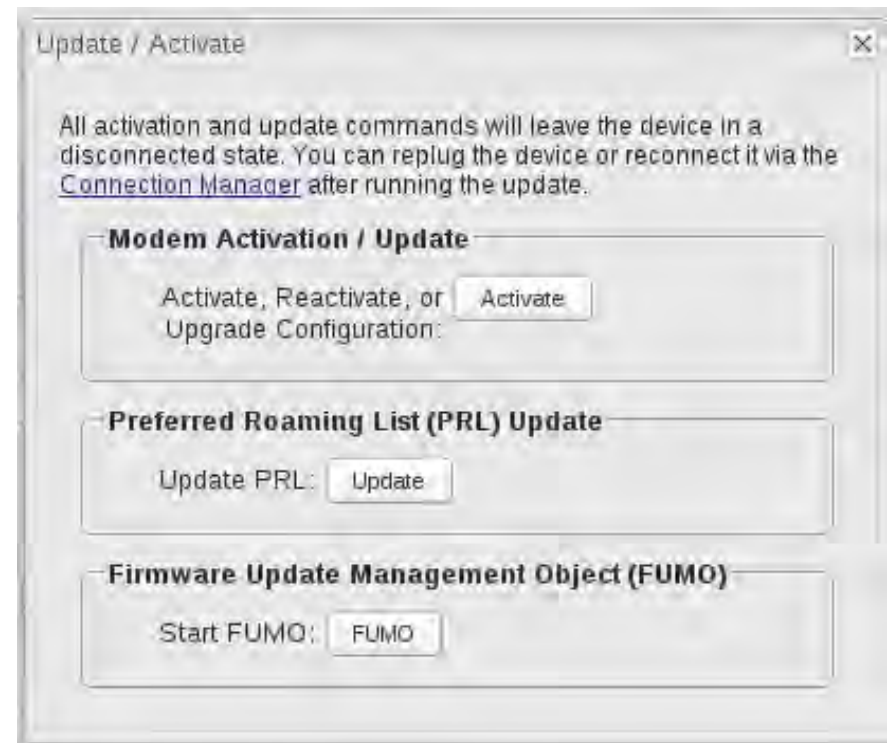 Update / Activate
All activation and update commands will leave the device in a
disconnected state. You can replug the device or reconnect it via the
Connection Manager after running the update.
Modem Activation / Update
Activate, Reactivate, or
Upgrade Configuration:
Activate
Preferred Roaming List (PRL) Update
Update PRL: Update
Firmware Update Management Object (FUMO)
Start FUMO: FUMO